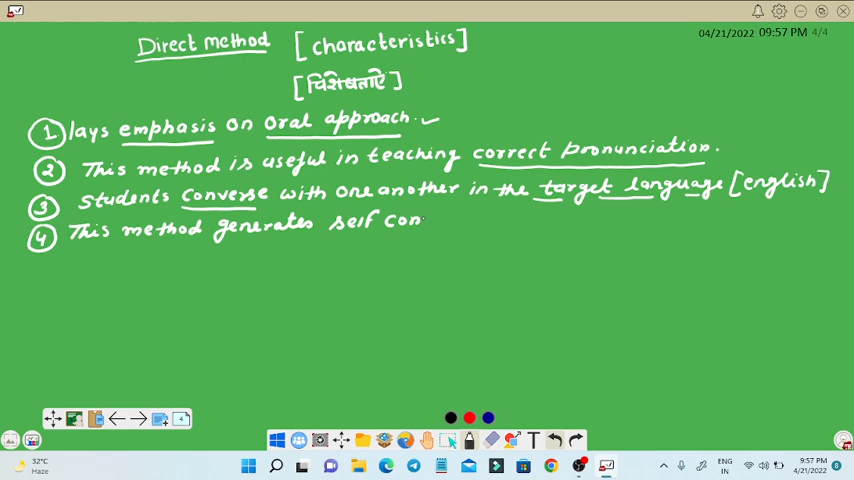 04/21/2022 09:57 PM 4/4
Direct method [characteristics]
[विशेषताऐ]
① lays emphasis on oral approach.
② This method is useful in teaching correct pronunciation.
③ Students converse with one another in the target language [english]
④ This method generates self con
4
T
32°C
Haze
ENG
IN
9:57 PM
4/21/2022
8